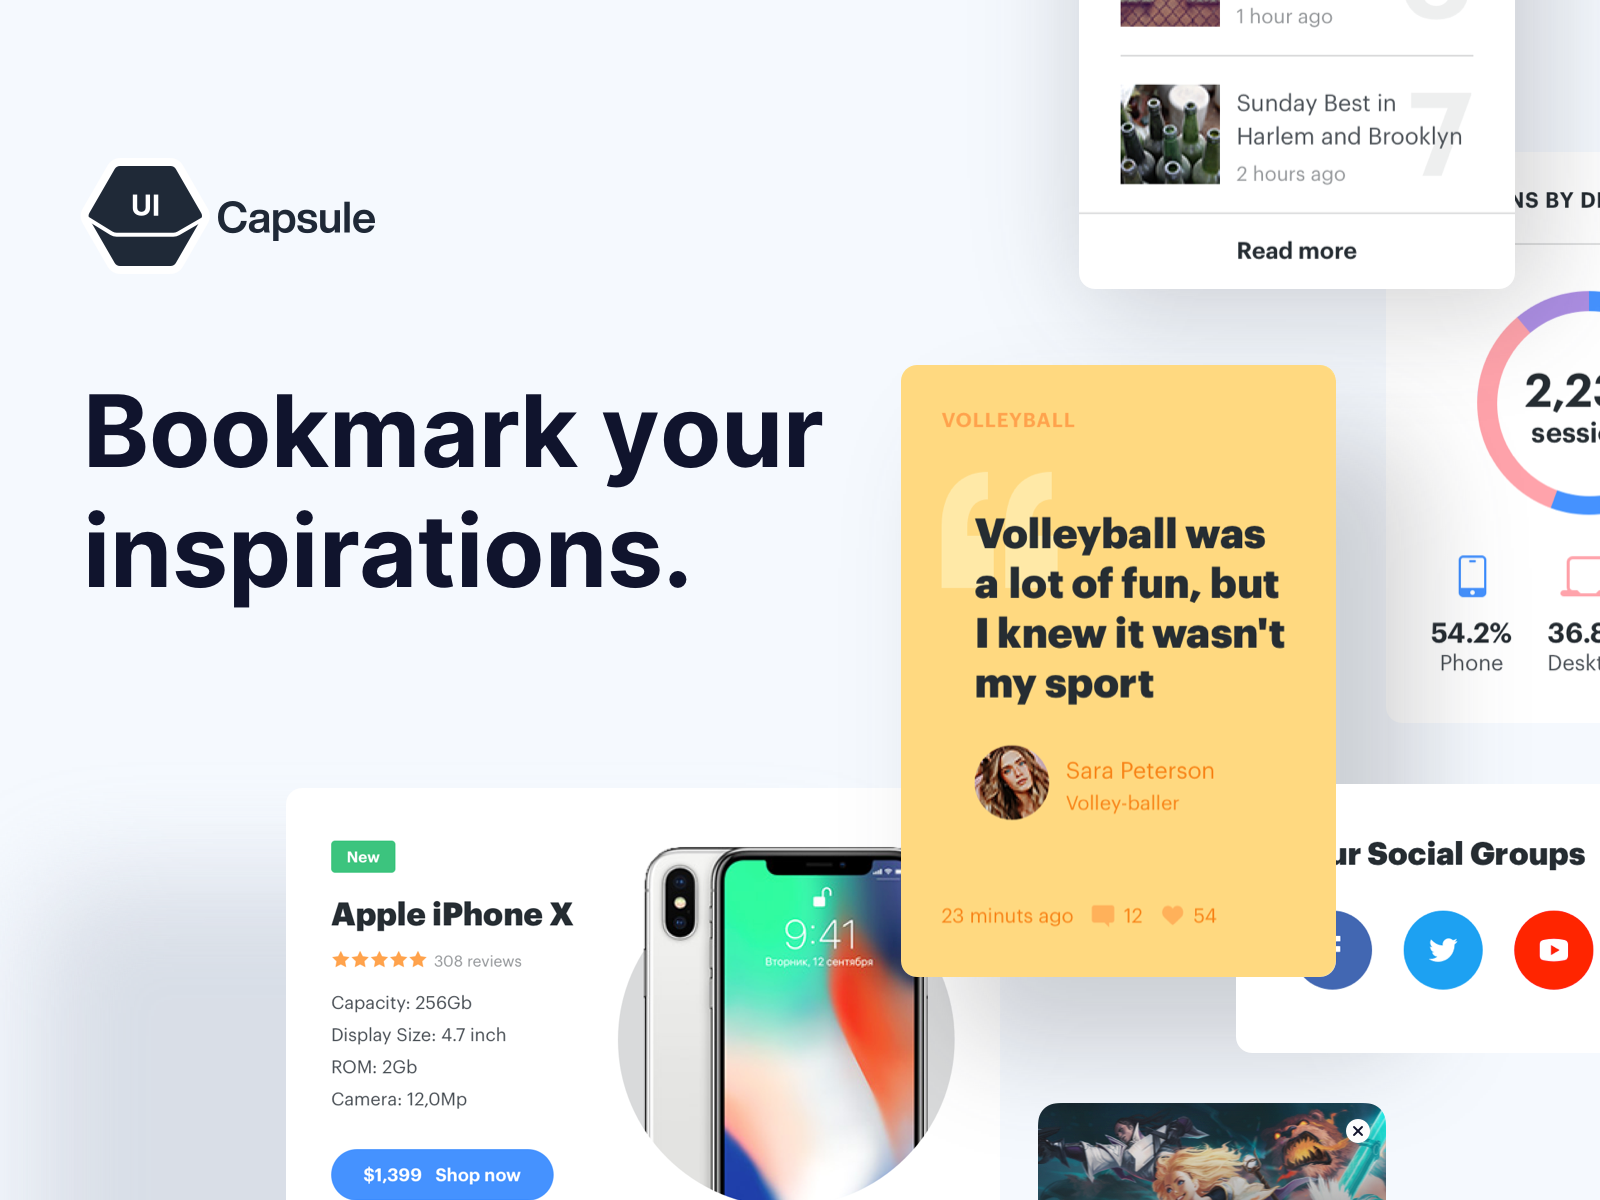 1 hour ago
Sunday Best in
Harlem and Brooklyn
2 hours ago
7
Read more
UI
Capsule
Bookmark your
inspirations.
VOLLEYBALL
“
Volleyball was
a lot of fun, but
I knew it wasn't
my sport
Sara Peterson
Volley-baller
23 minuts ago 12 54
NS BY D
2,23
sessi
54.2%
Phone
36.8
Deskt
ur Social Groups
New
Apple iPhone X
308 reviews
Capacity: 256Gb
Display Size: 4.7 inch
ROM: 2Gb
Camera: 12,0Mp
$1,399 Shop now
9:41
Вторник, 12 сентября